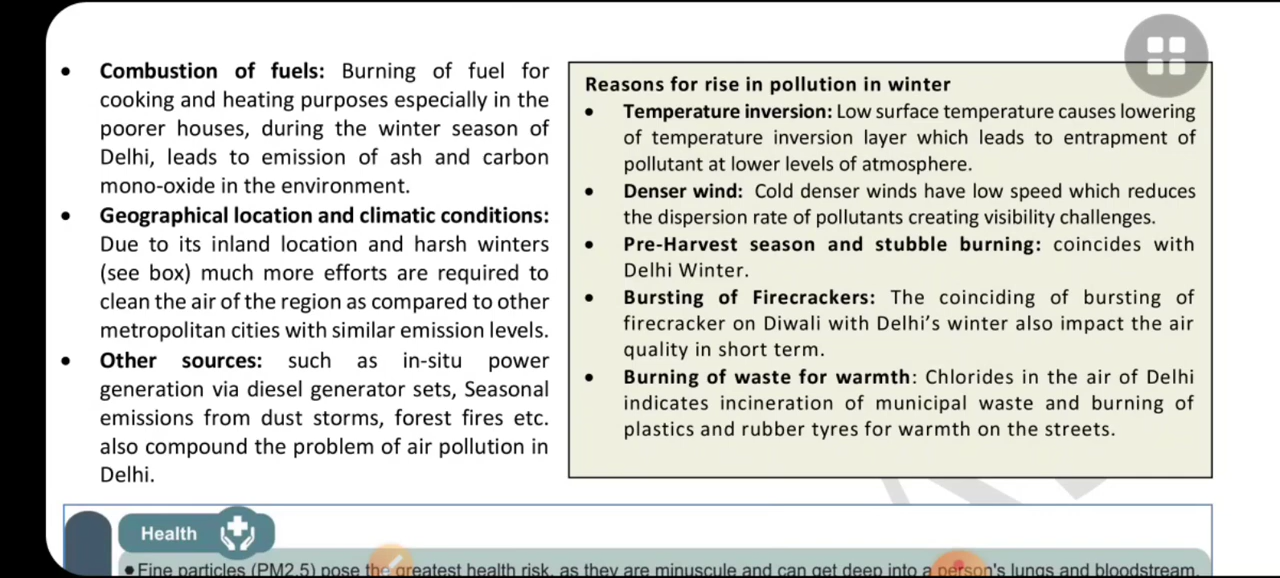 • Combustion of fuels: Burning of fuel for
cooking and heating purposes especially in the
poorer houses, during the winter season of
Delhi, leads to emission of ash and carbon
mono-oxide in the environment.
• Geographical location and climatic conditions:
Due to its inland location and harsh winters
(see box) much more efforts are required to
clean the air of the region as compared to other
metropolitan cities with similar emission levels.
• Other sources: such as in-situ power
generation via diesel generator sets, Seasonal
emissions from dust storms, forest fires etc.
also compound the problem of air pollution in
Delhi.
Reasons for rise in pollution in winter
• Temperature inversion: Low surface temperature causes lowering
of temperature inversion layer which leads to entrapment of
pollutant at lower levels of atmosphere.
• Denser wind: Cold denser winds have low speed which reduces
the dispersion rate of pollutants creating visibility challenges.
• Pre-Harvest season and stubble burning: coincides with
Delhi Winter.
• Bursting of Firecrackers: The coinciding of bursting of
firecracker on Diwali with Delhi’s winter also impact the air
quality in short term.
• Burning of waste for warmth: Chlorides in the air of Delhi
indicates incineration of municipal waste and burning of
plastics and rubber tyres for warmth on the streets.
Health
• Fine particles (PM2.5) pose the greatest health risk, as they are minuscule and can get deep into a person's lungs and bloodstream